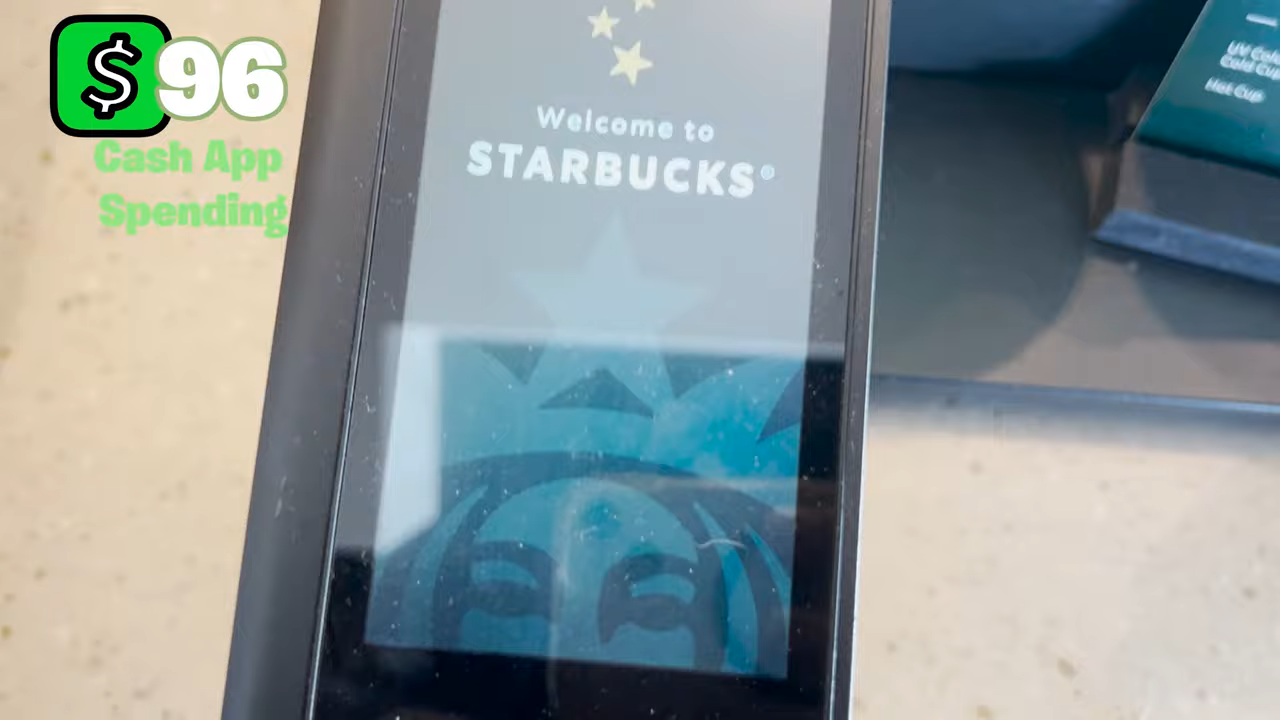 $ 96
Cash App
Spending
Welcome to
STARBUCKS®
Cold Cup
Hot Cup